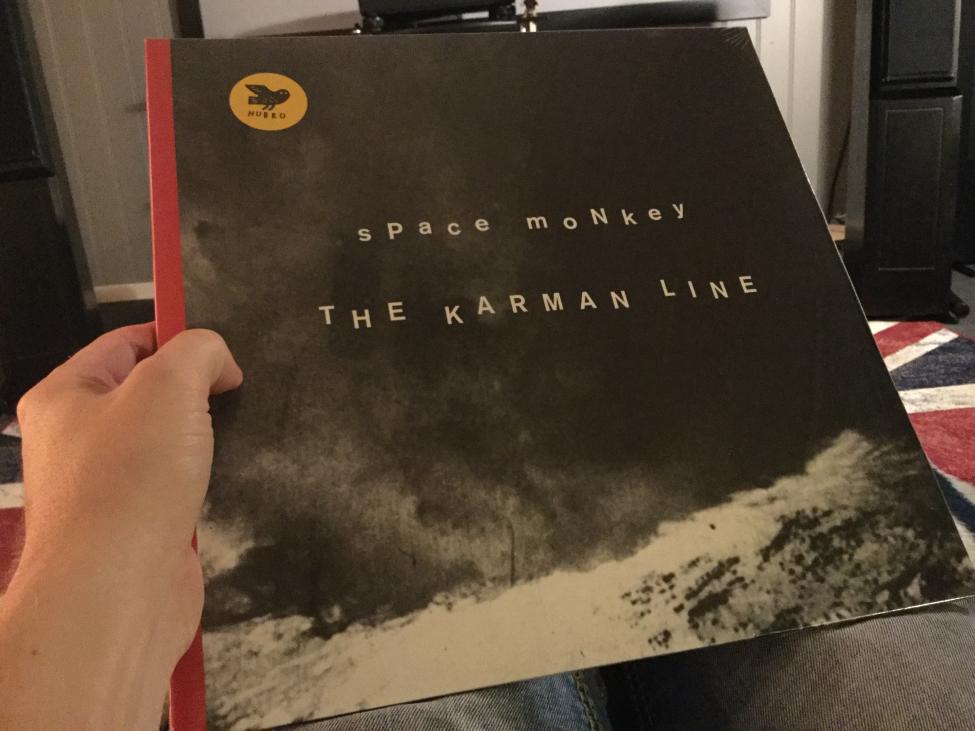 HUBRO
sPace moNkey
THE KARMAN LINE